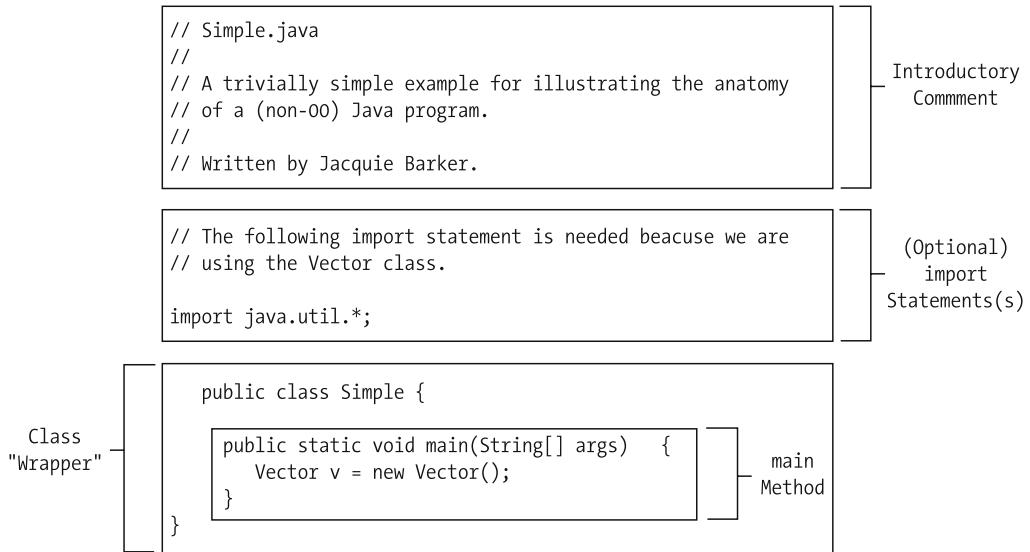 // Simple.java
//
// A trivially simple example for illustrating the anatomy
// of a (non-OO) Java program.
//
// Written by Jacquie Barker.
Introductory
Commment
// The following import statement is needed beacuse we are
// using the Vector class.
import java.util.*;
(Optional)
import
Statements(s)
Class
"Wrapper"
public class Simple {
public static void main(String[] args) {
Vector v = new Vector();
}
}
main
Method